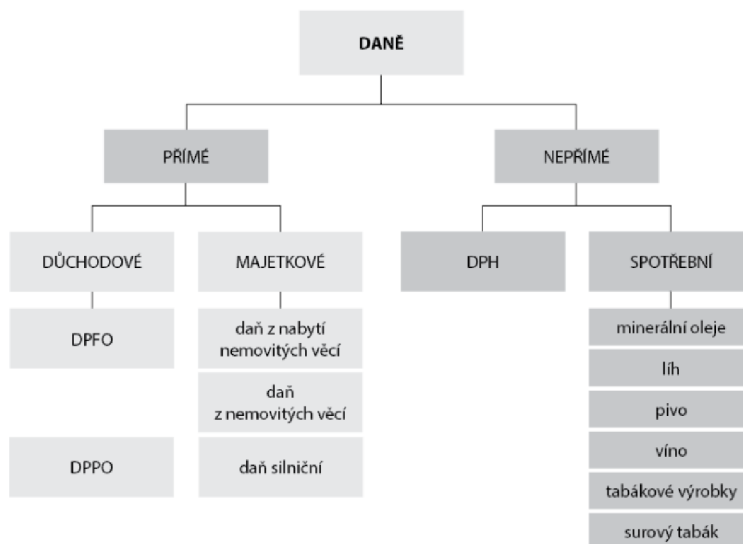 DANĚ
PŘÍMÉ
NEPŘÍMÉ
DŮCHODOVÉ
MAJETKOVÉ
DPH
SPOTŘEBNÍ
DPFO
daň z nabytí
nemovitých věcí
minerální oleje
líh
daň
z nemovitých věcí
pivo
víno
DPPO
daň silniční
tabákové výrobky
surový tabák